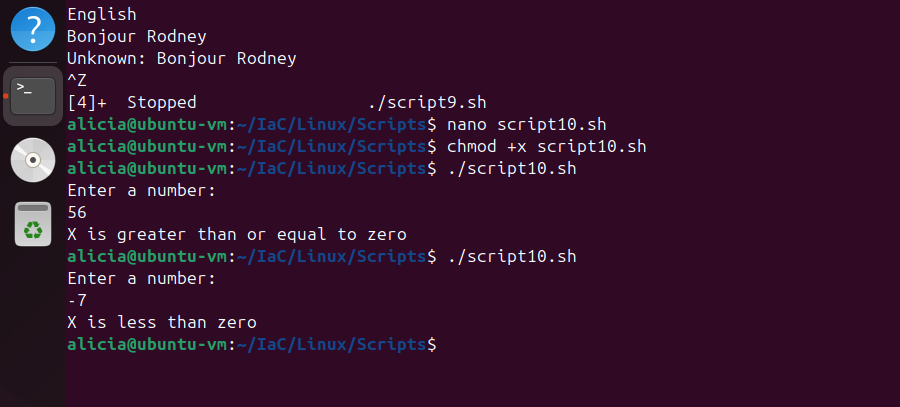 English
Bonjour Rodney
Unknown: Bonjour Rodney
^Z
[4]+  Stopped                 ./script9.sh
alicia@ubuntu-vm:~/IaC/Linux/Scripts$ nano script10.sh
alicia@ubuntu-vm:~/IaC/Linux/Scripts$ chmod +x script10.sh
alicia@ubuntu-vm:~/IaC/Linux/Scripts$ ./script10.sh
Enter a number:
56
X is greater than or equal to zero
alicia@ubuntu-vm:~/IaC/Linux/Scripts$ ./script10.sh
Enter a number:
-7
X is less than zero
alicia@ubuntu-vm:~/IaC/Linux/Scripts$